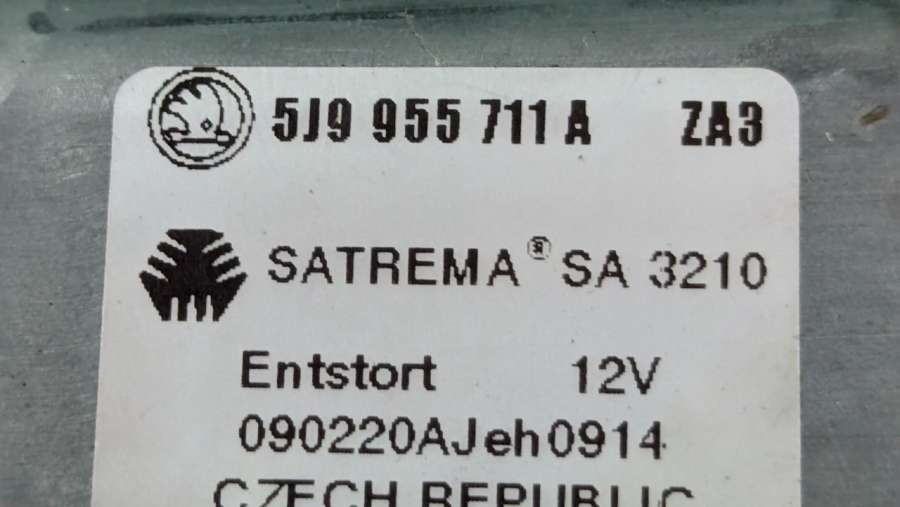 5J9 955 711 A ZA3
SATREMA® SA 3210
Entstort 12V
090220AJeh0914
CZECH REPUBLIC